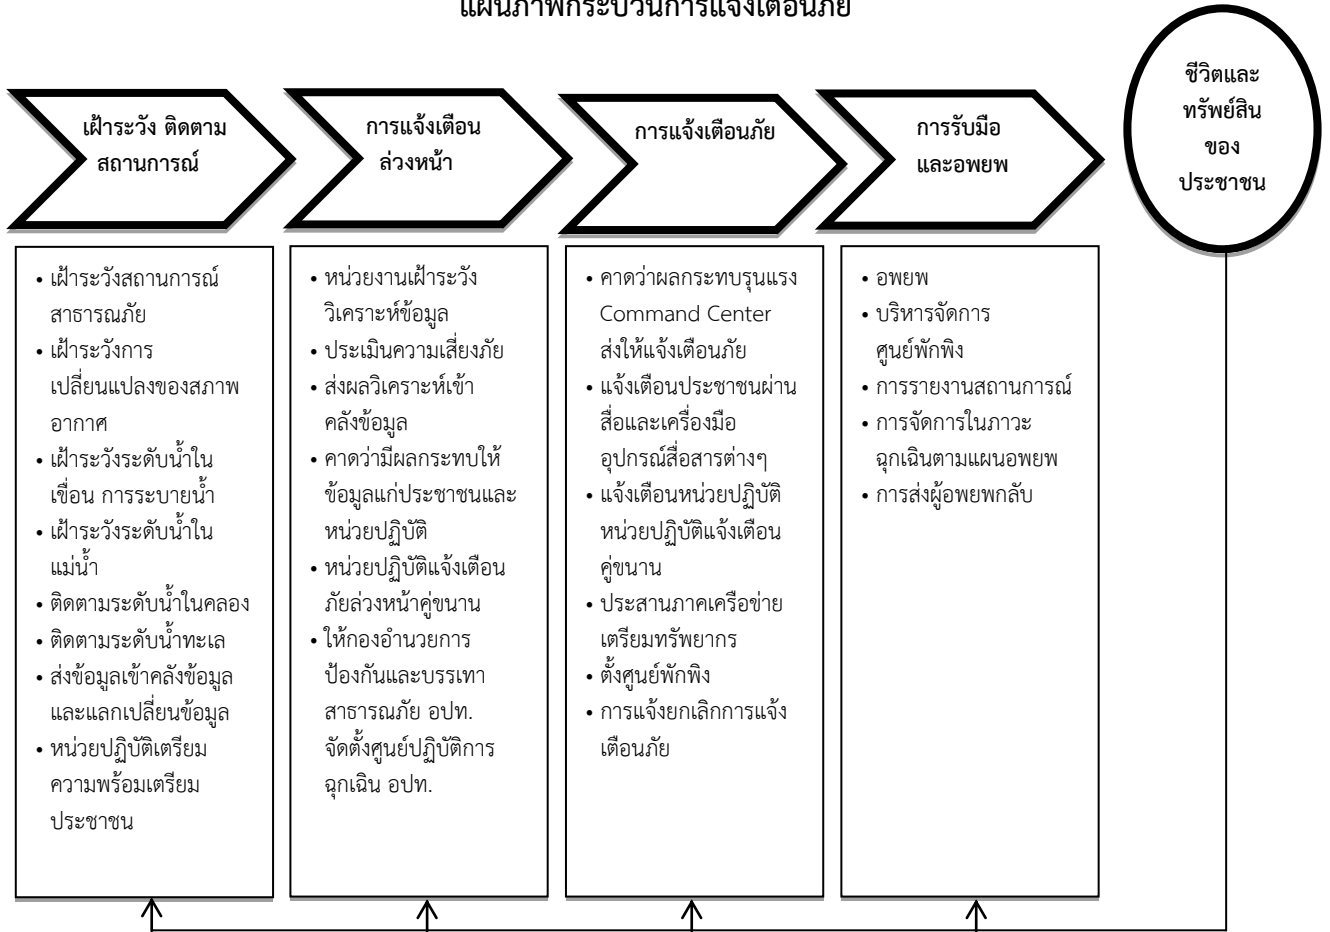 แผนภาพกระบวนการแจ้งเตือนภัย
เฝ้าระวัง ติดตาม
สถานการณ์
การแจ้งเตือน
ล่วงหน้า
การแจ้งเตือนภัย
การรับมือ
และอพยพ
ชีวิตและ
ทรัพย์สิน
ของ
ประชาชน
• เฝ้าระวังสถานการณ์
สาธารณภัย
• เฝ้าระวังการ
เปลี่ยนแปลงของสภาพ
อากาศ
• เฝ้าระวังระดับน้ำใน
เขื่อน การระบายน้ำ
• เฝ้าระวังระดับน้ำใน
แม่น้ำ
• ติดตามระดับน้ำในคลอง
• ติดตามระดับน้ำทะเล
• ส่งข้อมูลเข้าคลังข้อมูล
และแลกเปลี่ยนข้อมูล
• หน่วยปฏิบัติเตรียม
ความพร้อมเตรียม
ประชาชน
• หน่วยงานเฝ้าระวัง
วิเคราะห์ข้อมูล
• ประเมินความเสี่ยงภัย
• ส่งผลวิเคราะห์เข้า
คลังข้อมูล
• คาดว่ามีผลกระทบให้
ข้อมูลแก่ประชาชนและ
หน่วยปฏิบัติ
• หน่วยปฏิบัติแจ้งเตือน
ภัยล่วงหน้าคู่ขนาน
• ให้กองอำนวยการ
ป้องกันและบรรเทา
สาธารณภัย อปท.
จัดตั้งศูนย์ปฏิบัติการ
ฉุกเฉิน อปท.
• คาดว่าผลกระทบรุนแรง
Command Center
ส่งให้แจ้งเตือนภัย
• แจ้งเตือนประชาชนผ่าน
สื่อและเครื่องมือ
อุปกรณ์สื่อสารต่างๆ
• แจ้งเตือนหน่วยปฏิบัติ
หน่วยปฏิบัติแจ้งเตือน
คู่ขนาน
• ประสานภาคเครือข่าย
เตรียมทรัพยากร
• ตั้งศูนย์พักพิง
• การแจ้งยกเลิกการแจ้ง
เตือนภัย
• อพยพ
• บริหารจัดการ
ศูนย์พักพิง
• การรายงานสถานการณ์
• การจัดการในภาวะ
ฉุกเฉินตามแผนอพยพ
• การส่งผู้อพยพกลับ